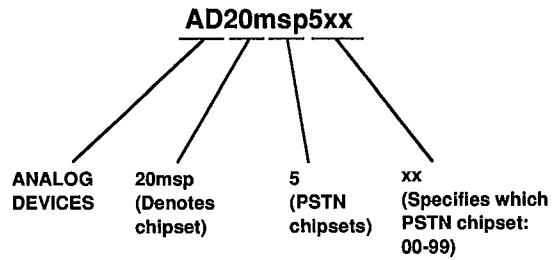 AD20msp5xx
ANALOG DEVICES
20msp (Denotes chipset)
5 (PSTN chipsets)
xx (Specifies which PSTN chipset: 00-99)